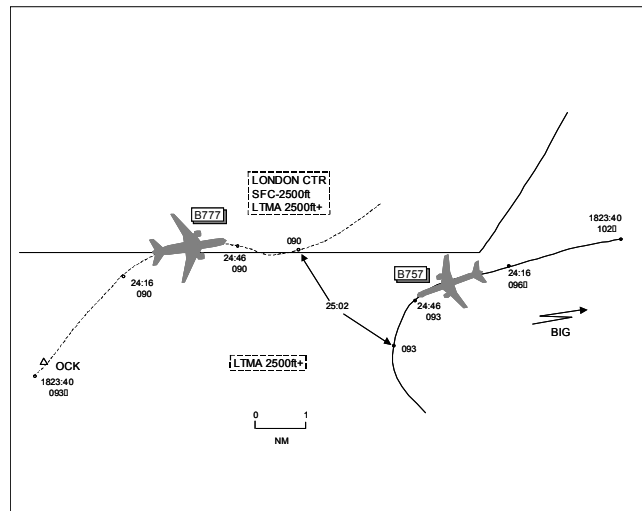 LONDON CTR
SFC-2500ft
LTMA 2500ft+
B777
090
1823:40
102
24:46
090
B757
24:16
096
24:16
090
25:02
24:46
093
BIG
093
OCK
LTMA 2500ft+
1823:40
093
0 1
NM